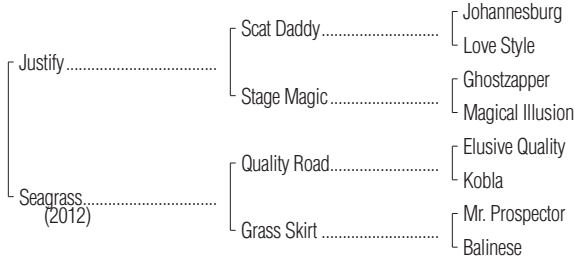 Johannesburg
Scat Daddy
Love Style
Justify
Ghostzapper
Stage Magic
Magical Illusion
Elusive Quality
Quality Road
Kobla
Seagrass
(2012)
Mr. Prospector
Grass Skirt
Balinese